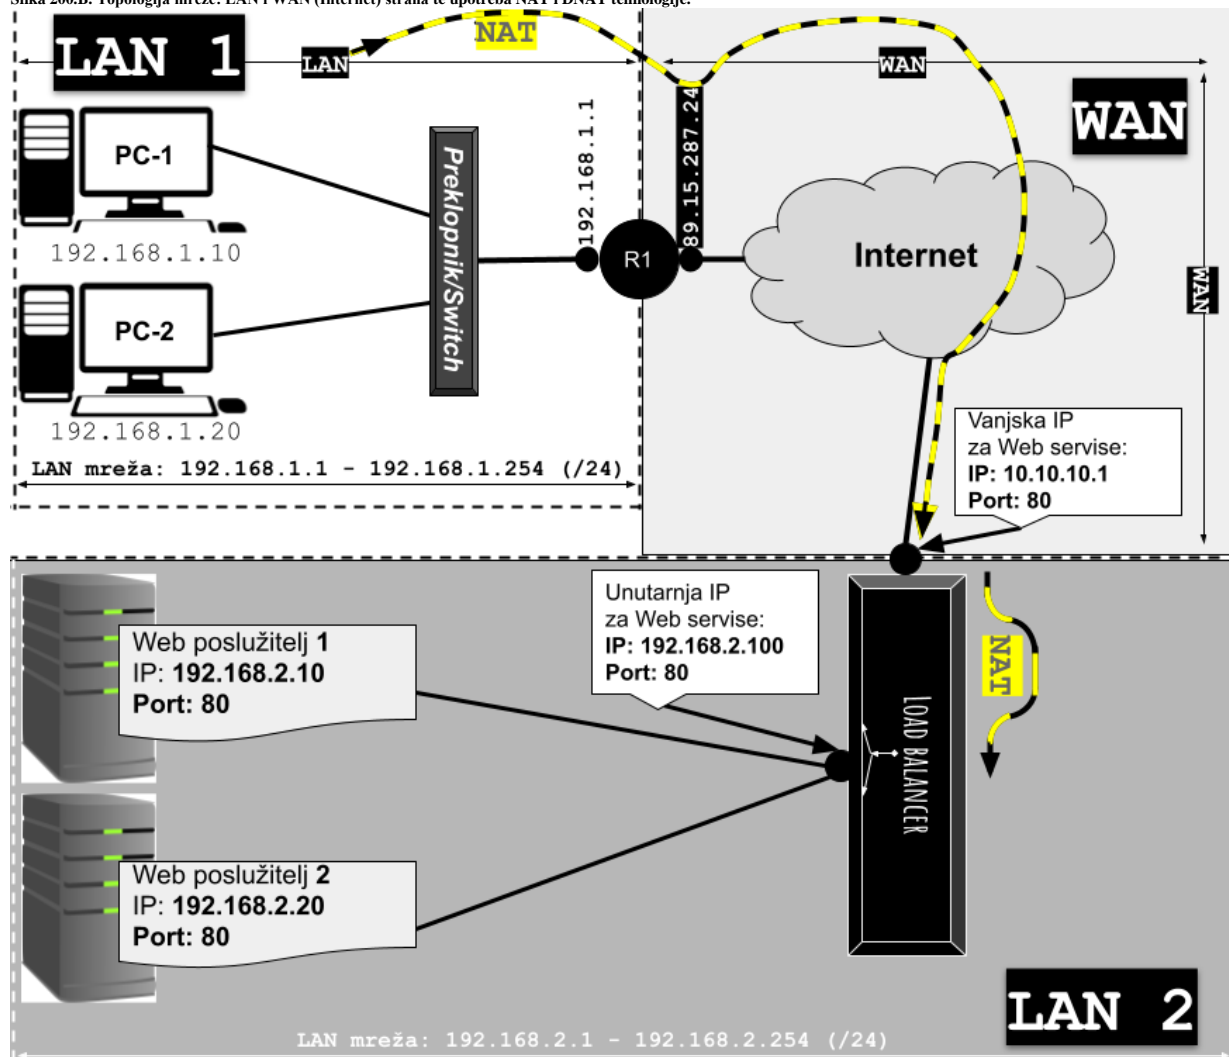 Slika 206.B. Topologija mreže: LAN i WAN (Internet) strana te upotreba NAT i DNAT tehnologije.
LAN 1
LAN
NAT
WAN
WAN
192.168.1.1
89.15.287.24
PC-1
192.168.1.10
Preklopnik/Switch
R1
Internet
WAN
PC-2
192.168.1.20
LAN mreža: 192.168.1.1 - 192.168.1.254 (/24)
Vanjska IP
za Web servise:
IP: 10.10.10.1
Port: 80
Unutarnja IP
za Web servise:
IP: 192.168.2.100
Port: 80
NAT
LOAD BALANCER
Web poslužitelj 1
IP: 192.168.2.10
Port: 80
Web poslužitelj 2
IP: 192.168.2.20
Port: 80
LAN 2
LAN mreža: 192.168.2.1 - 192.168.2.254 (/24)